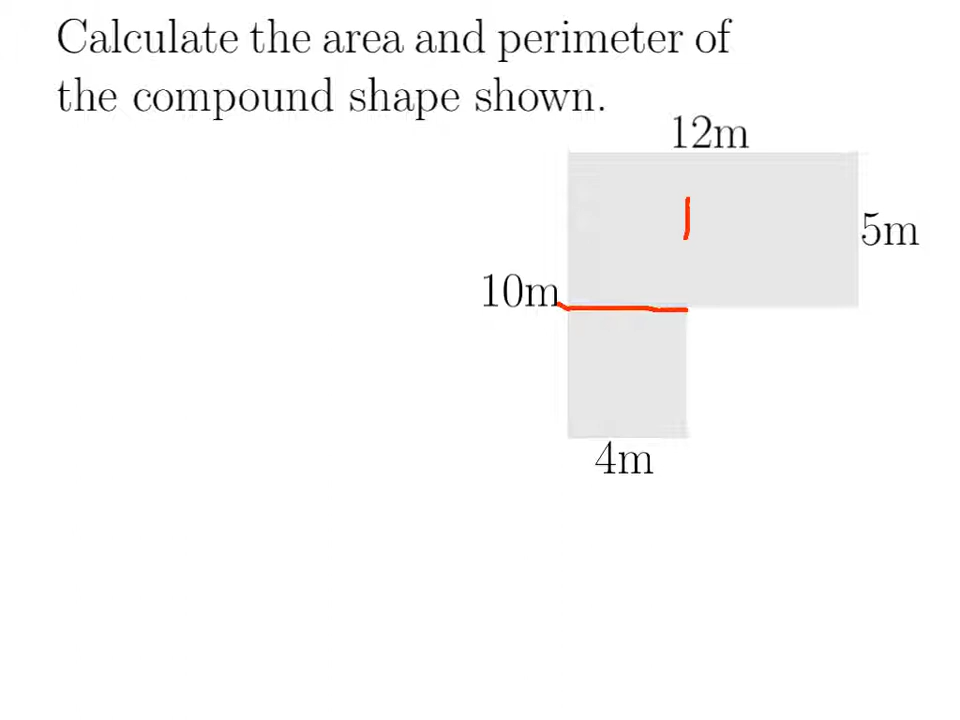 Calculate the area and perimeter of
the compound shape shown.
12m
5m
10m
4m